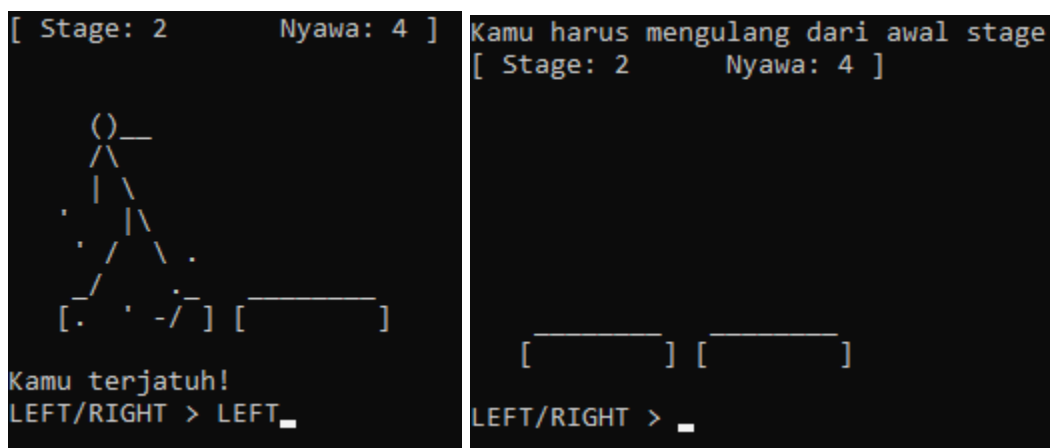 [ Stage: 2       Nyawa: 4 ]
Kamu terjatuh!
LEFT/RIGHT > LEFT_
Kamu harus mengulang dari awal stage
[ Stage: 2       Nyawa: 4 ]
LEFT/RIGHT > _